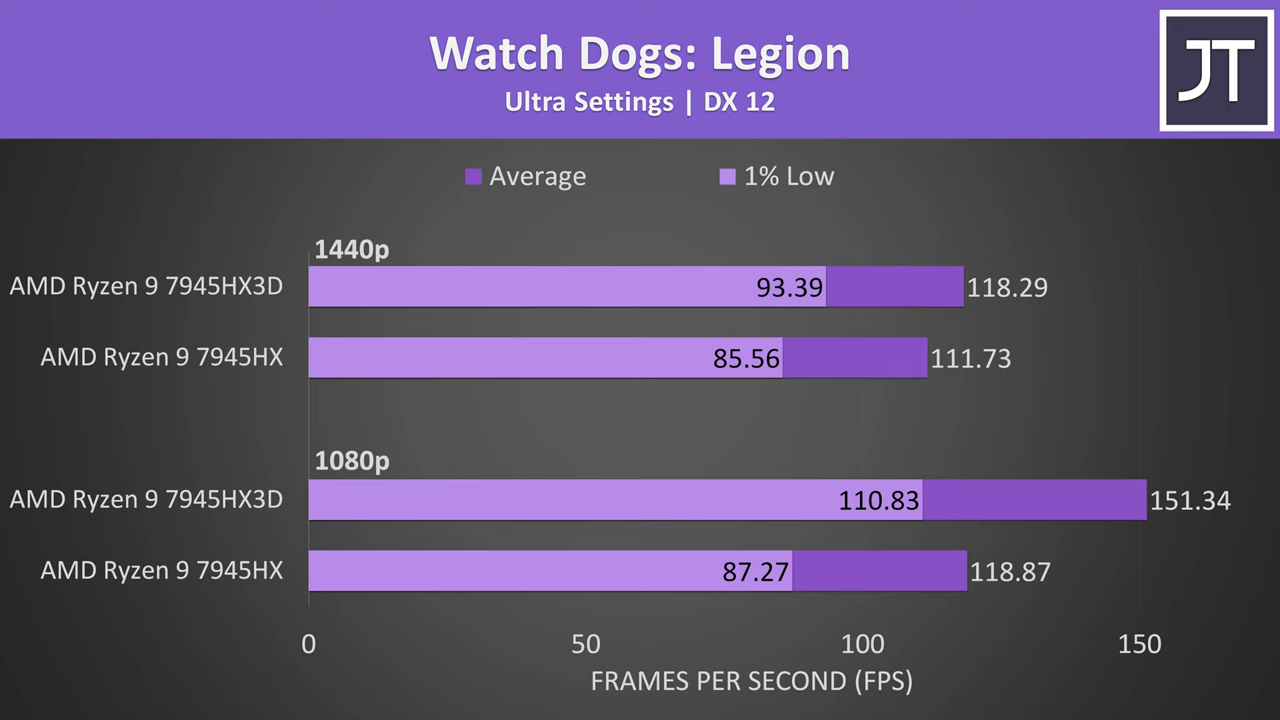 Watch Dogs: Legion
Ultra Settings | DX 12
JT
Average 1% Low
1440p
AMD Ryzen 9 7945HX3D 93.39 118.29
AMD Ryzen 9 7945HX 85.56 111.73
1080p
AMD Ryzen 9 7945HX3D 110.83 151.34
AMD Ryzen 9 7945HX 87.27 118.87
0 50 100 150
FRAMES PER SECOND (FPS)